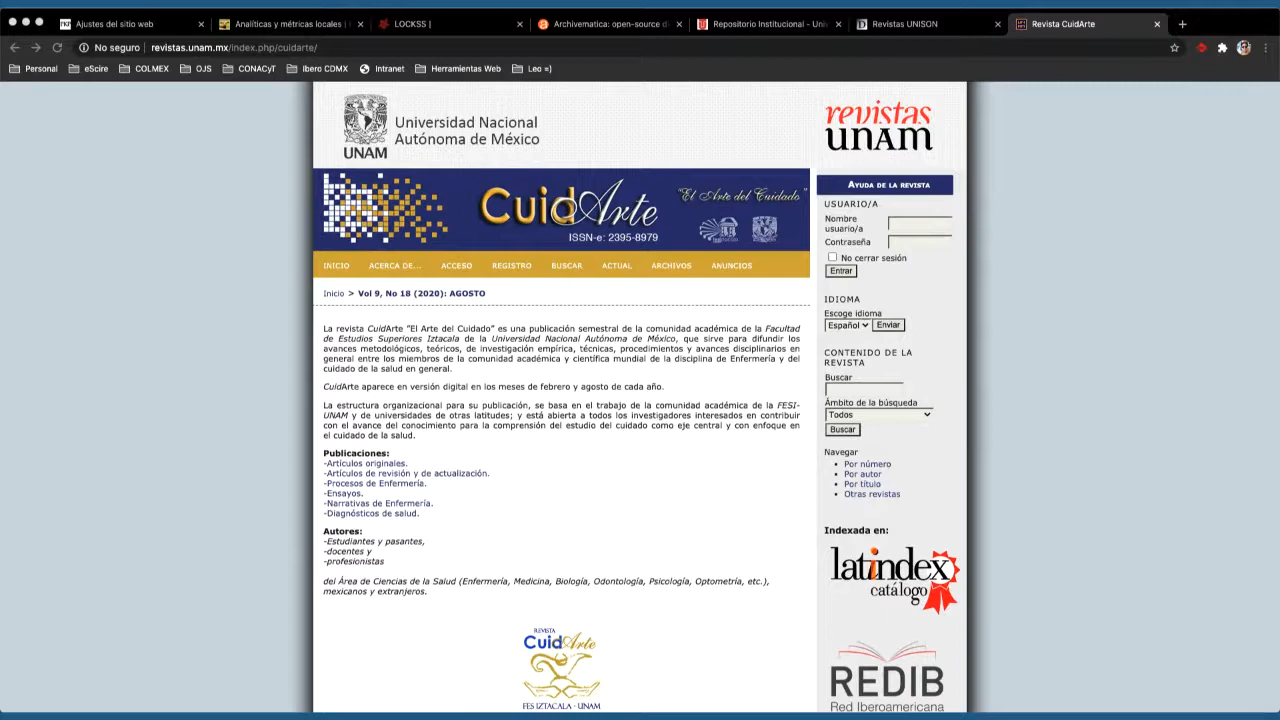 Ajustes del sitio web
Analíticas y métricas locales |
LOCKSS |
Archivematica: open-source d
Repositorio Institucional - Univ
Revistas UNISON
Revista CuidArte
No seguro | revistas.unam.mx/index.php/cuidarte/
Personal
eScire
COLMEX
OJS
CONACyT
Ibero CDMX
Intranet
Herramientas Web
Leo =)
UNAM
Universidad Nacional
Autónoma de México
revistas
UNAM
CuidArte
"El Arte del Cuidado"
ISSN-e: 2395-8979
INICIO
ACERCA DE...
ACCESO
REGISTRO
BUSCAR
ACTUAL
ARCHIVOS
ANUNCIOS
Inicio > Vol 9, No 18 (2020): AGOSTO
La revista CuidArte "El Arte del Cuidado" es una publicación semestral de la comunidad académica de la Facultad
de Estudios Superiores Iztacala de la Universidad Nacional Autónoma de México, que sirve para difundir los
avances metodológicos, teóricos, de investigación empírica, técnicas, procedimientos y avances disciplinarios en
general entre los miembros de la comunidad académica y científica mundial de la disciplina de Enfermería y del
cuidado de la salud en general.
CuidArte aparece en versión digital en los meses de febrero y agosto de cada año.
La estructura organizacional para su publicación, se basa en el trabajo de la comunidad académica de la FESI-
UNAM y de universidades de otras latitudes; y está abierta a todos los investigadores interesados en contribuir
con el avance del conocimiento para la comprensión del estudio del cuidado como eje central y con enfoque en
el cuidado de la salud.
Publicaciones:
-Artículos originales.
-Artículos de revisión y de actualización.
-Procesos de Enfermería.
-Ensayos.
-Narrativas de Enfermería.
-Diagnósticos de salud.
Autores:
-Estudiantes y pasantes,
-docentes y
-profesionistas
del Área de Ciencias de la Salud (Enfermería, Medicina, Biología, Odontología, Psicología, Optometría, etc.),
mexicanos y extranjeros.
REVISTA
CuidArte
FES IZTACALA · UNAM
AYUDA DE LA REVISTA
USUARIO/A
Nombre
usuario/a
Contraseña
No cerrar sesión
Entrar
IDIOMA
Escoge idioma
Español
Enviar
CONTENIDO DE LA
REVISTA
Buscar
Ámbito de la búsqueda
Todos
Buscar
Navegar
Por número
Por autor
Por título
Otras revistas
Indexada en:
latindex
catálogo
REDIB
Red Iberoamericana